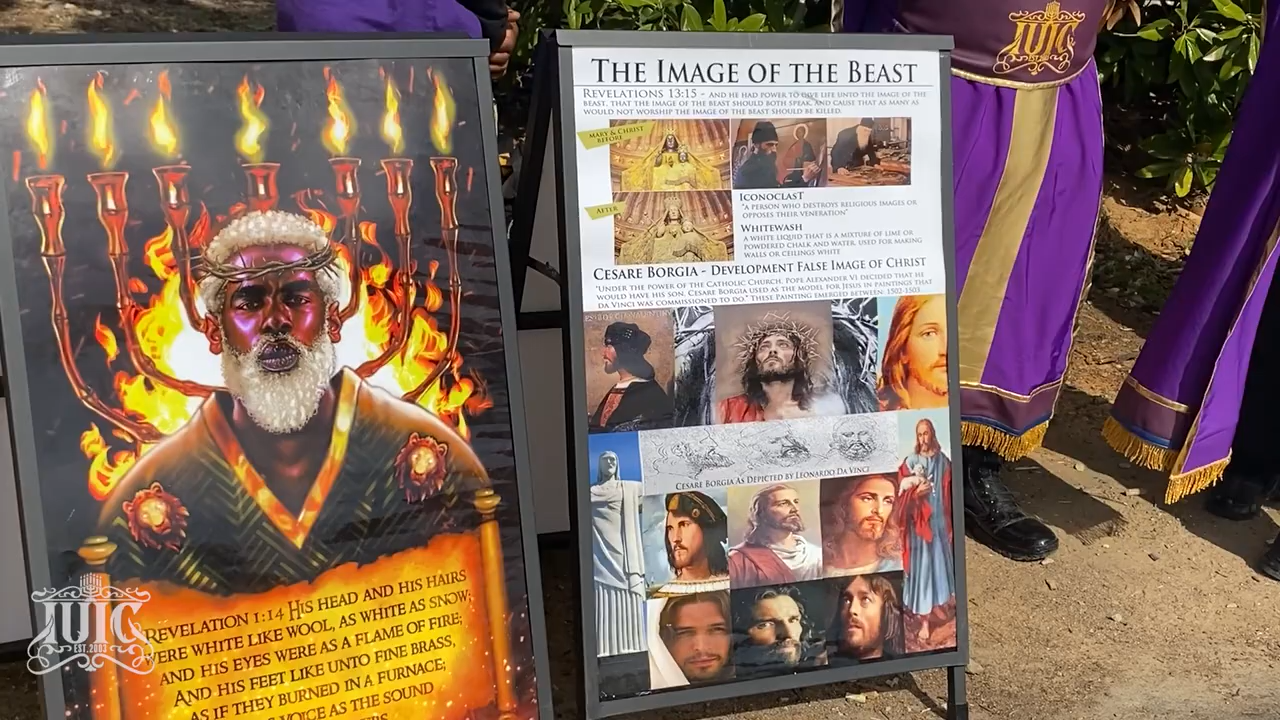 REVELATION 1:14 HIS HEAD AND HIS HAIRS
WERE WHITE LIKE WOOL, AS WHITE AS SNOW;
AND HIS EYES WERE AS A FLAME OF FIRE;
AND HIS FEET LIKE UNTO FINE BRASS,
AS IF THEY BURNED IN A FURNACE;
VOICE AS THE SOUND
IUIC
EST. 2003
THE IMAGE OF THE BEAST
REVELATIONS 13:15 - AND HE HAD POWER TO GIVE LIFE UNTO THE IMAGE OF THE
BEAST, THAT THE IMAGE OF THE BEAST SHOULD BOTH SPEAK, AND CAUSE THAT AS MANY AS
WOULD NOT WORSHIP THE IMAGE OF THE BEAST SHOULD BE KILLED.
MARY & CHRIST
BEFORE
AFTER
ICONOCLAST
"A PERSON WHO DESTROYS RELIGIOUS IMAGES OR
OPPOSES THEIR VENERATION"
WHITEWASH
A WHITE LIQUID THAT IS A MIXTURE OF LIME OR
POWDERED CHALK AND WATER, USED FOR MAKING
WALLS OR CEILINGS WHITE
CESARE BORGIA - DEVELOPMENT FALSE IMAGE OF CHRIST
"UNDER THE POWER OF THE CATHOLIC CHURCH, POPE ALEXANDER VI DECIDED THAT HE
WOULD HAVE HIS SON, CESARE BORGIA USED AS THE MODEL FOR JESUS IN PAINTINGS THAT
DA VINCI WAS COMMISSIONED TO DO." THESE PAINTING EMERGED BETWEEN: 1502-1503
CESARE BORGIA AS DEPICTED BY LEONARDO DA VINCI
IUIC